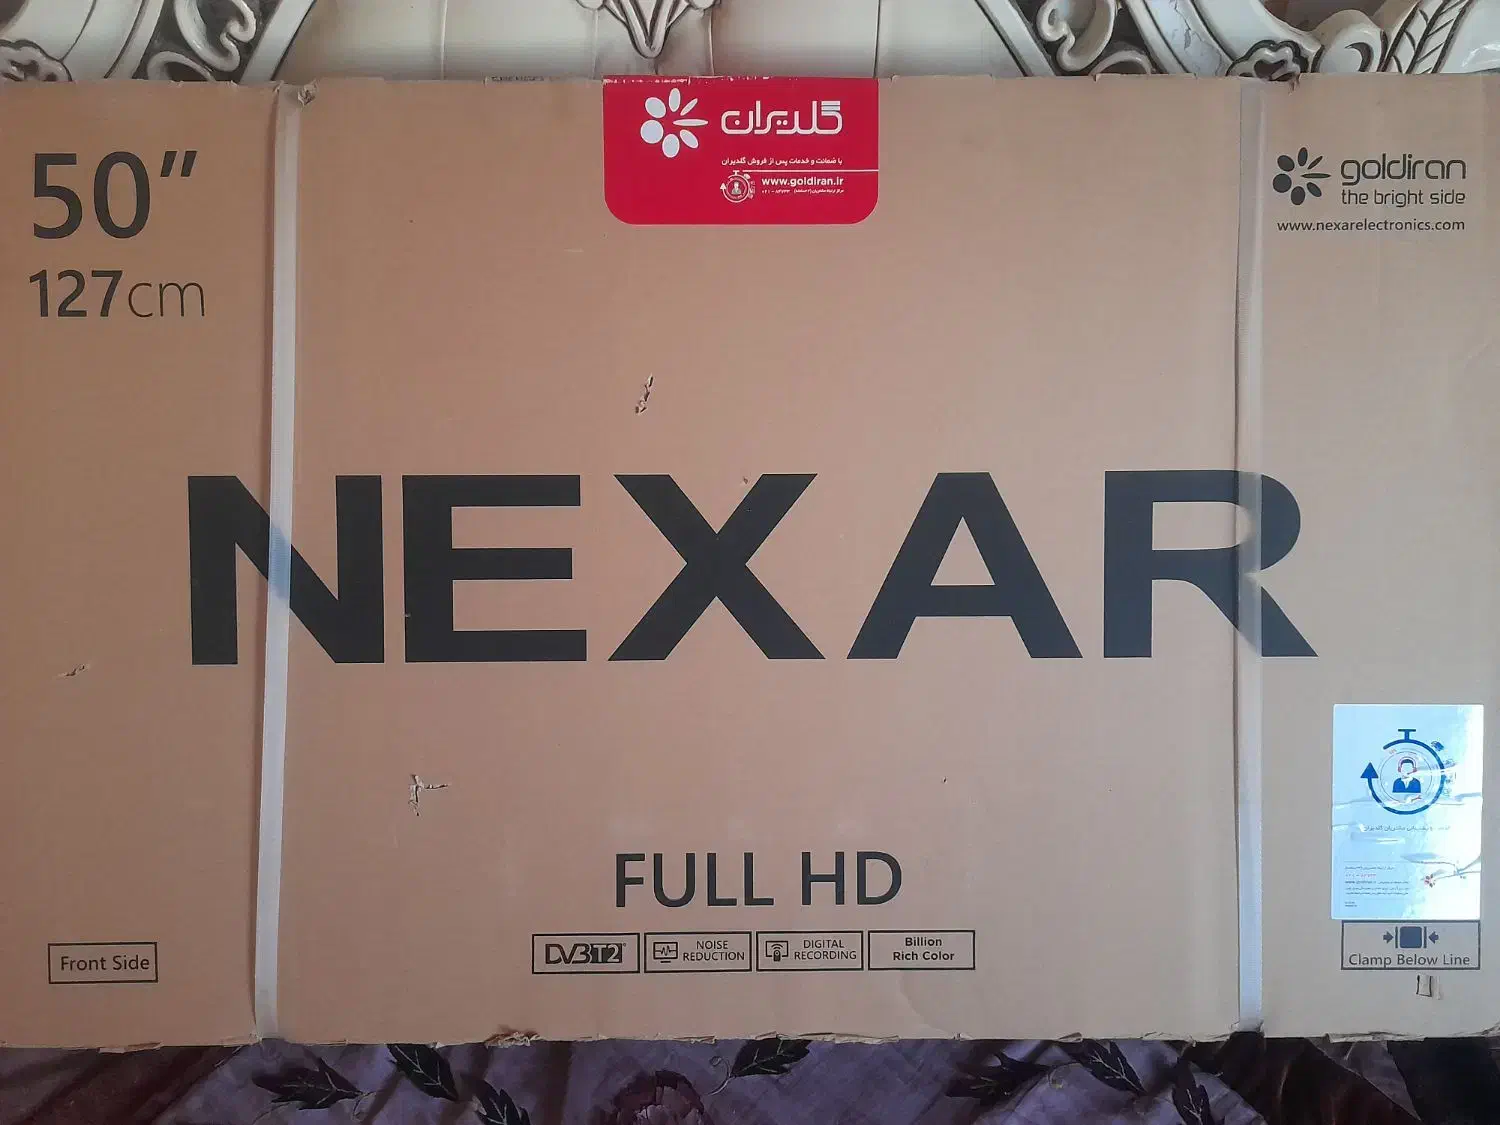 50"
127cm
گلدیران
با ضمانت و خدمات پس از فروش گلدیران
www.goldiran.ir
goldiran
the bright side
www.nexarelectronics.com
NEXAR
FULL HD
DVB T2
NOISE
REDUCTION
DIGITAL
RECORDING
Billion
Rich Color
Front Side
Clamp Below Line